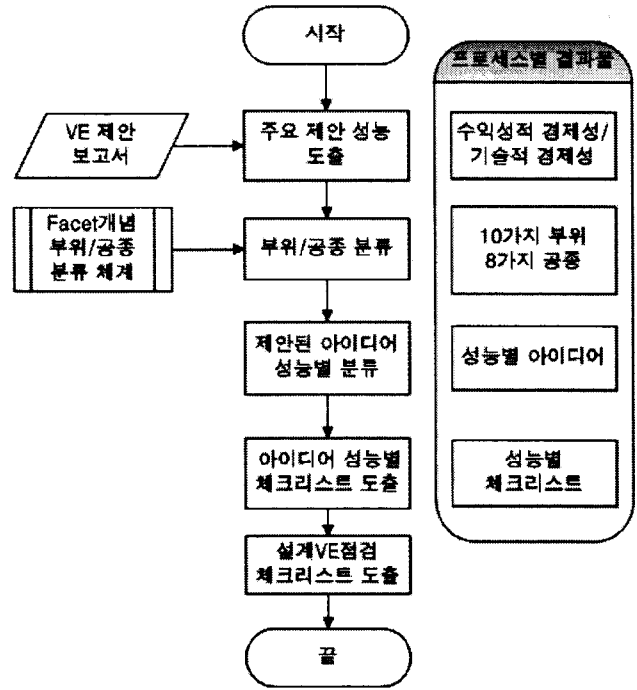 시작
프로세스별 결과물
VE 제안
보고서
주요 제안 성능
도출
수익성적 경제성/
기술적 경제성
Facet개념
부위/공종
분류 체계
부위/공종 분류
10가지 부위
8가지 공종
제안된 아이디어
성능별 분류
성능별 아이디어
아이디어 성능별
체크리스트 도출
성능별
체크리스트
설계VE점검
체크리스트 도출
끝